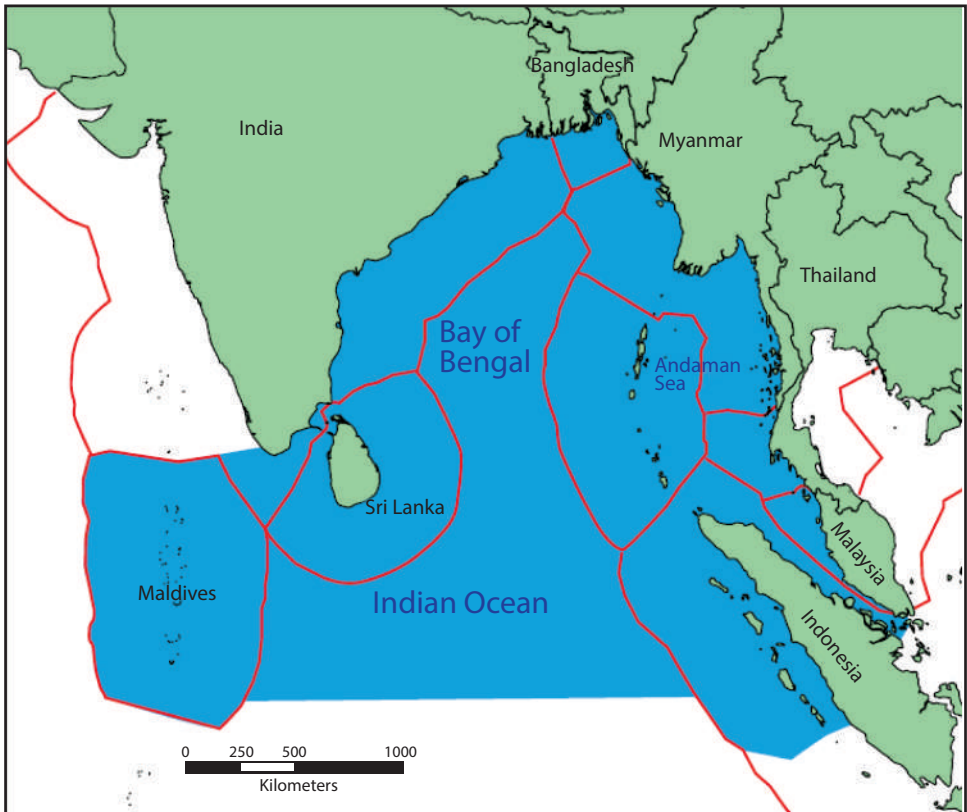 Bangladesh
India
Myanmar
Thailand
Bay of
Bengal
Andaman
Sea
Sri Lanka
Malaysia
Maldives
Indian Ocean
Indonesia
0 250 500 1000
Kilometers